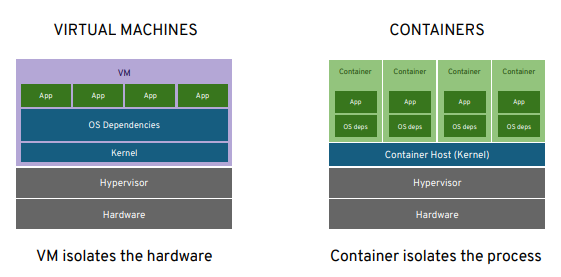 VIRTUAL MACHINES
VM
App App App App
OS Dependencies
Kernel
Hypervisor
Hardware
VM isolates the hardware
CONTAINERS
Container Container Container Container
App App App App
OS deps OS deps OS deps OS deps
Container Host (Kernel)
Hypervisor
Hardware
Container isolates the process